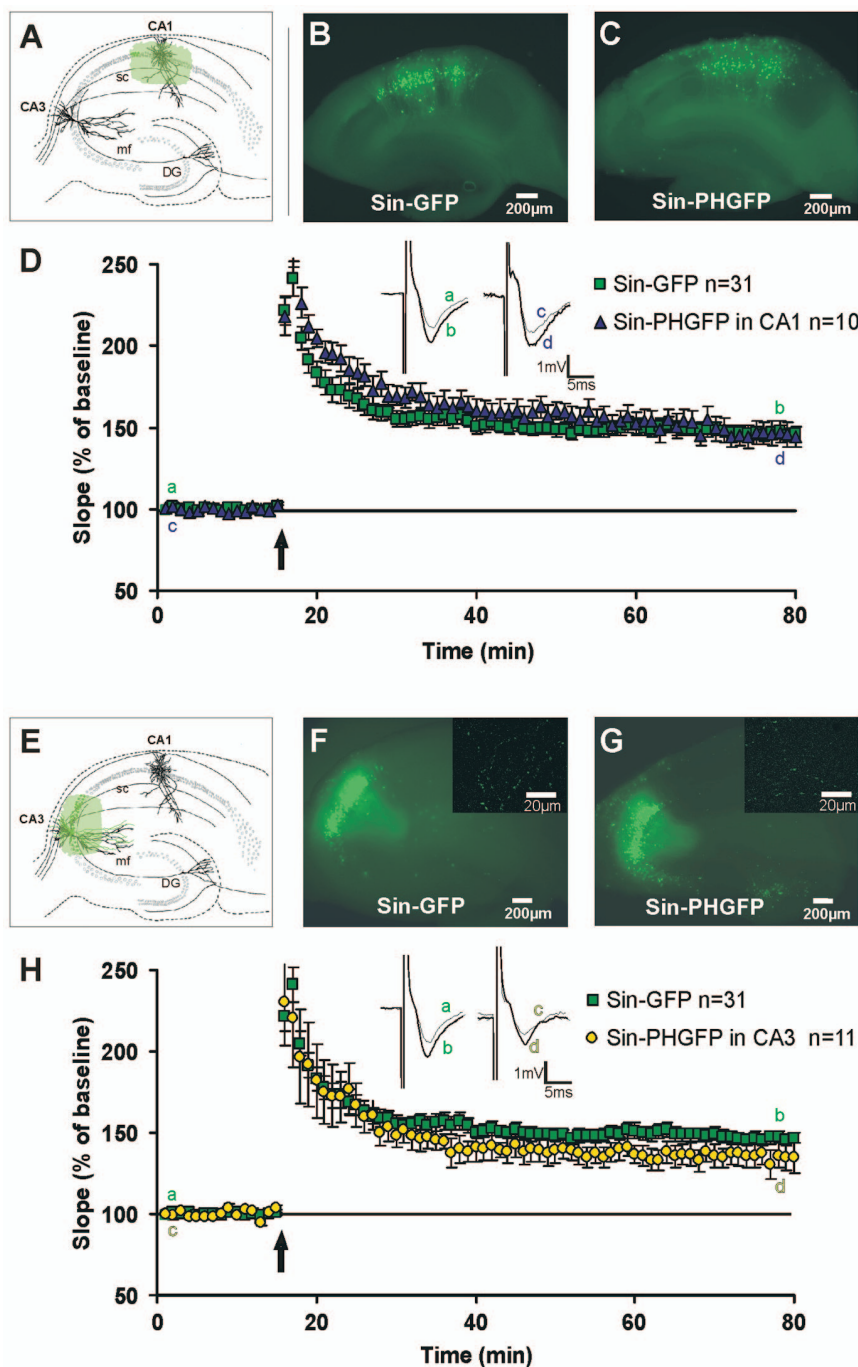 A
CA1
sc
CA3
mf
DG
B
Sin-GFP
200µm
C
Sin-PHGFP
200µm
D
250
200
150
100
50
Slope (% of baseline)
0
20
40
60
80
Time (min)
a
c
b
d
a
b
c
d
1mV
5ms
Sin-GFP n=31
Sin-PHGFP in CA1 n=10
E
CA1
sc
CA3
mf
DG
F
20µm
Sin-GFP
200µm
G
20µm
Sin-PHGFP
200µm
H
250
200
150
100
50
Slope (% of baseline)
0
20
40
60
80
Time (min)
a
c
b
d
a
b
c
d
1mV
5ms
Sin-GFP n=31
Sin-PHGFP in CA3 n=11